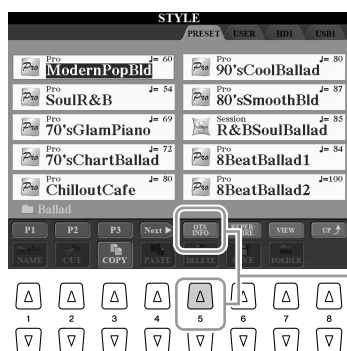 STYLE
PRESET USER HD1 USB1
Pro ♩= 60
ModernPopBld
Pro ♩= 80
90'sCoolBallad
Pro ♩= 54
SoulR&B
Pro ♩= 87
80'sSmoothBld
Pro ♩= 69
70'sGlamPiano
Session ♩= 85
R&BSoulBallad
Pro ♩= 72
70'sChartBallad
Pro ♩= 84
8BeatBallad1
Pro ♩= 80
ChilloutCafe
Pro ♩=100
8BeatBallad2
Ballad
P1 P2 P3 Next OTS INFO VIEW UP
NAME CUT COPY PASTE DELETE FOLDER
1 2 3 4 5 6 7 8